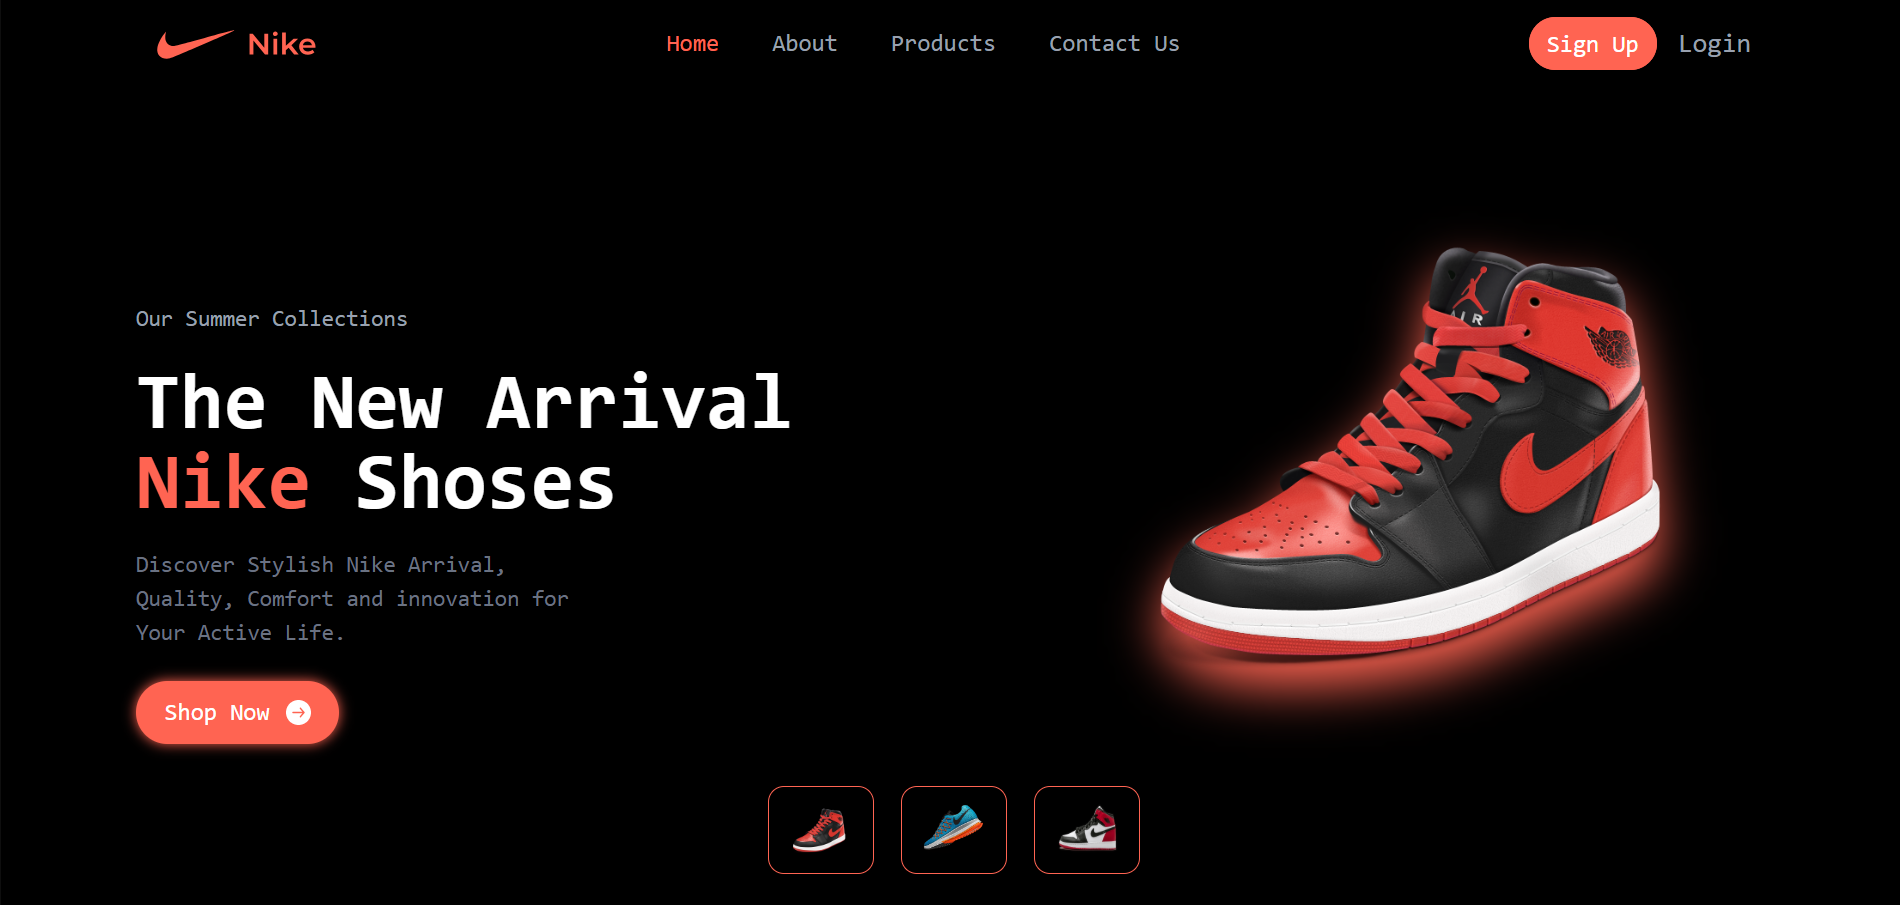 Nike
Home About Products Contact Us
Sign Up Login
Our Summer Collections
The New Arrival
Nike Shoses
Discover Stylish Nike Arrival,
Quality, Comfort and innovation for
Your Active Life.
Shop Now
AIR